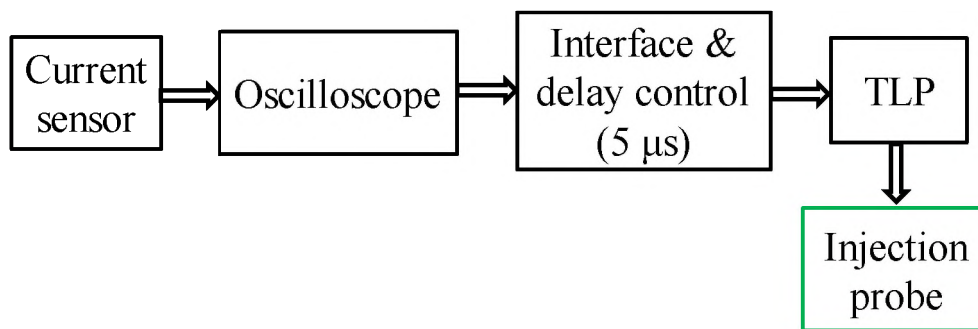 Current
sensor
Oscilloscope
Interface &
delay control
(5 μs)
TLP
Injection
probe